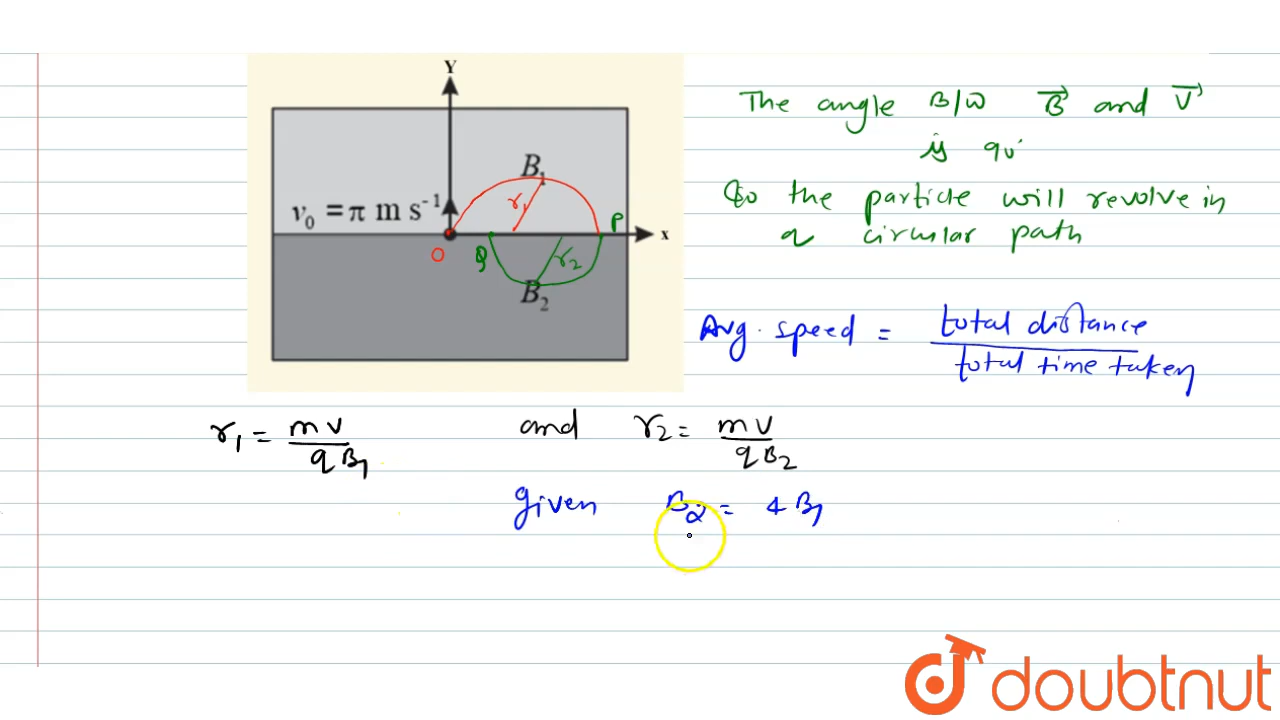 Y
B₁
v₀ = π m s⁻¹
r₁
P
x
O
Q
r₂
B₂
The angle B/W B⃗ and V⃗
is 90°
So the particle will revolve in
a circular path
Avg. speed = total distance / total time taken
r₁ = mv / qB₁ and r₂ = mv / qB₂
given B₂ = 4B₁
doubtnut